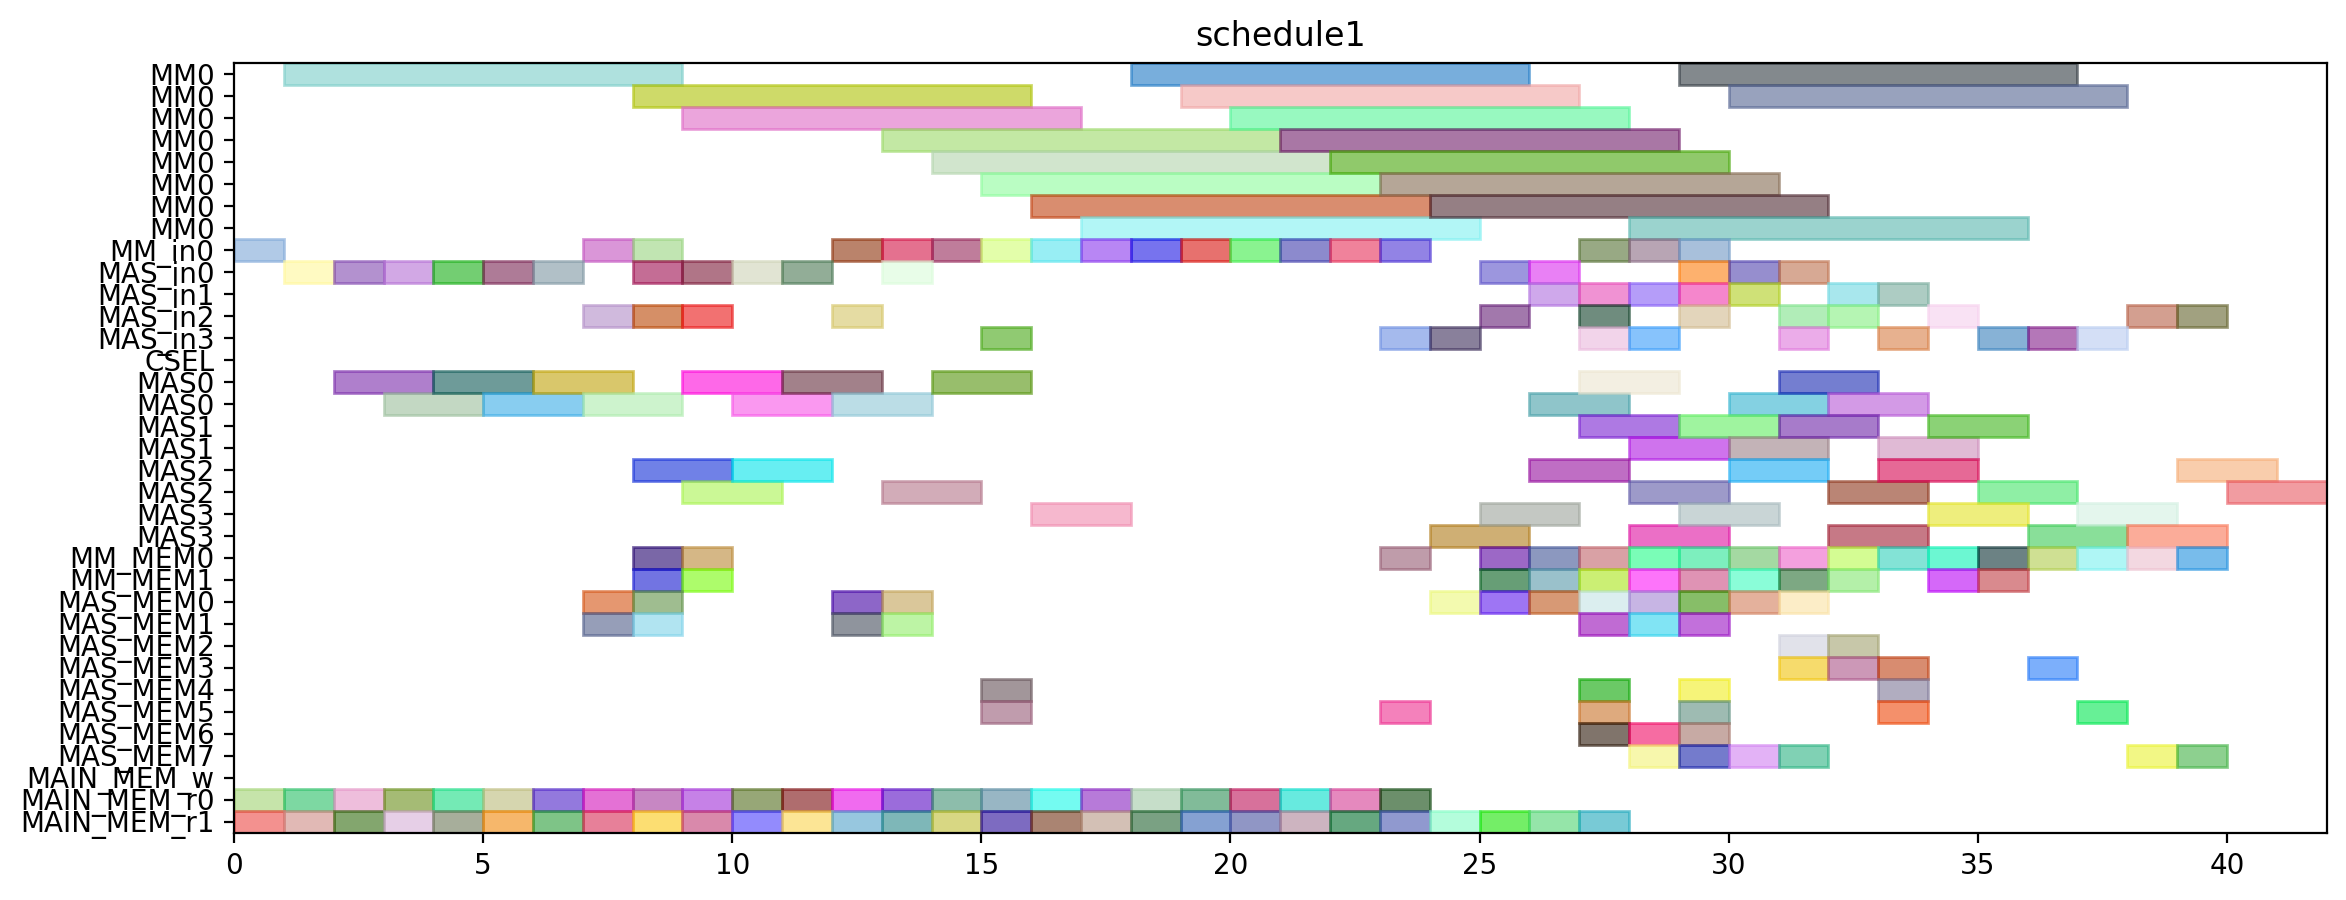 schedule1
MM0
MM0
MM0
MM0
MM0
MM0
MM0
MM0
MM_in0
MAS_in0
MAS_in1
MAS_in2
MAS_in3
CSEL
MAS0
MAS0
MAS1
MAS1
MAS2
MAS2
MAS3
MAS3
MM_MEM0
MM_MEM1
MAS_MEM0
MAS_MEM1
MAS_MEM2
MAS_MEM3
MAS_MEM4
MAS_MEM5
MAS_MEM6
MAS_MEM7
MAIN_MEM_w
MAIN_MEM_r0
MAIN_MEM_r1
0 5 10 15 20 25 30 35 40